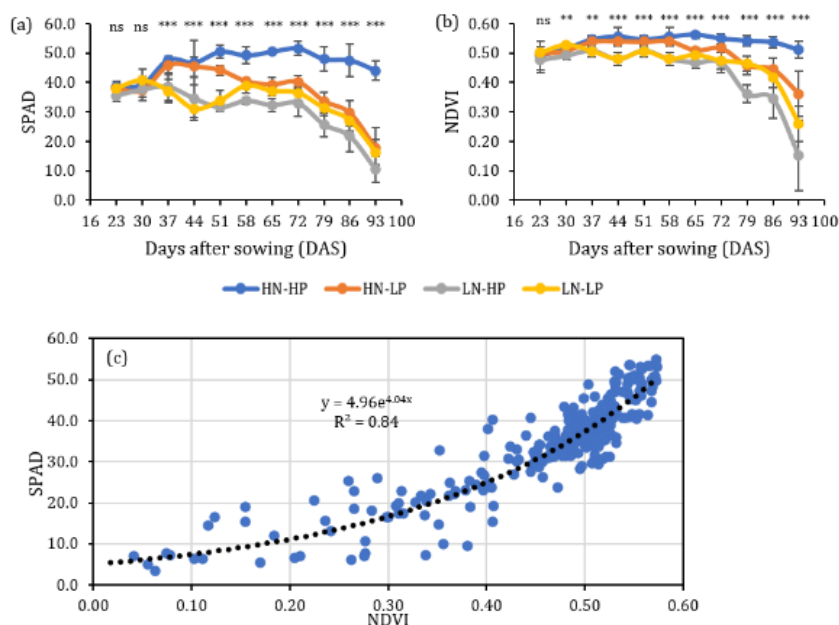 (a)
ns ns *** *** *** *** *** *** *** *** ***
60.0
50.0
40.0
30.0
20.0
10.0
0.0
SPAD
16 23 30 37 44 51 58 65 72 79 86 93 100
Days after sowing (DAS)
(b)
ns ** ** *** *** *** *** *** *** *** ***
0.60
0.50
0.40
0.30
0.20
0.10
0.00
NDVI
16 23 30 37 44 51 58 65 72 79 86 93 100
Days after sowing (DAS)
HN-HP HN-LP LN-HP LN-LP
(c)
60.0
50.0
40.0
30.0
20.0
10.0
0.0
SPAD
y = 4.96e^4.04x
R² = 0.84
0.00 0.10 0.20 0.30 0.40 0.50 0.60
NDVI